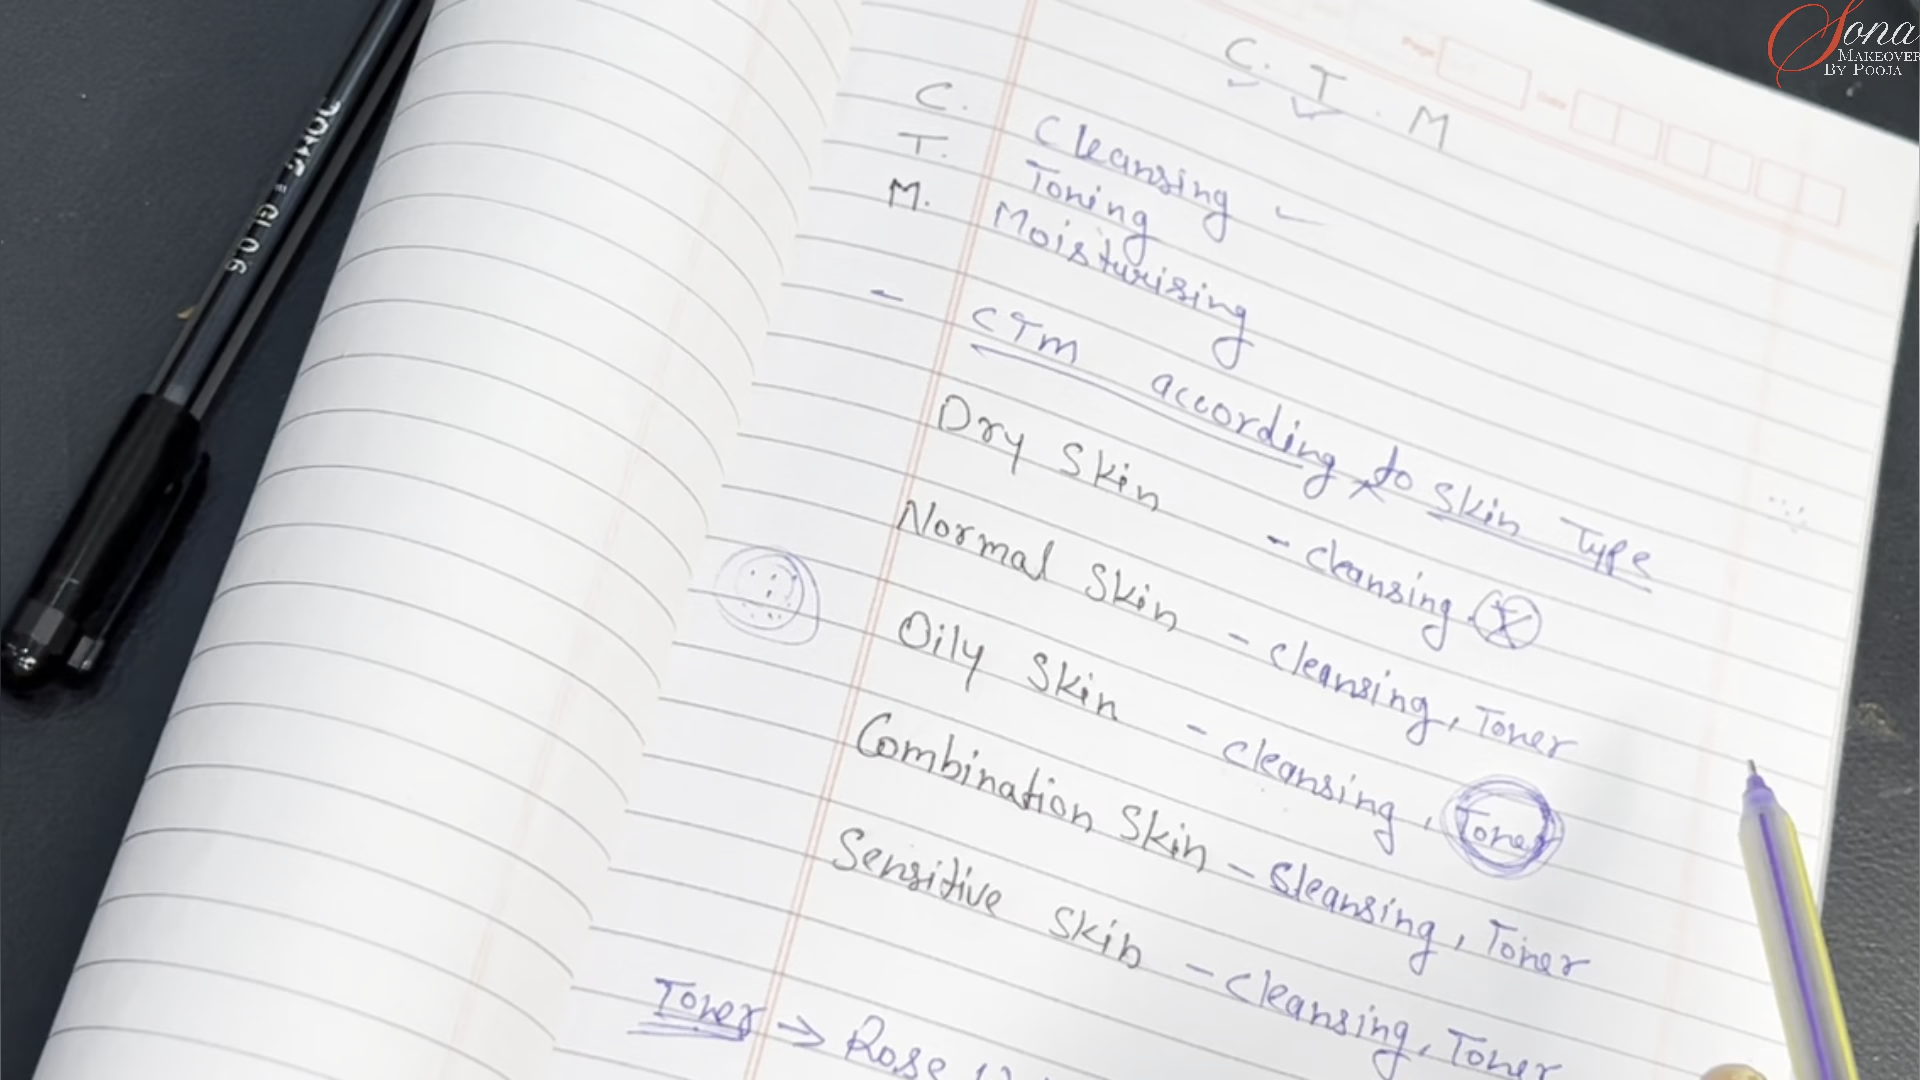 Sona
MAKEOVER
BY POOJA
C. T. M
C. Cleansing
T. Toning
M. Moisturising
- CTM according to Skin Type
Dry Skin - cleansing
Normal Skin - cleansing, Toner
Oily Skin - cleansing, Toner
Combination Skin - Sleansing, Toner
Sensitive Skin - cleansing, Toner
Toner → Rose